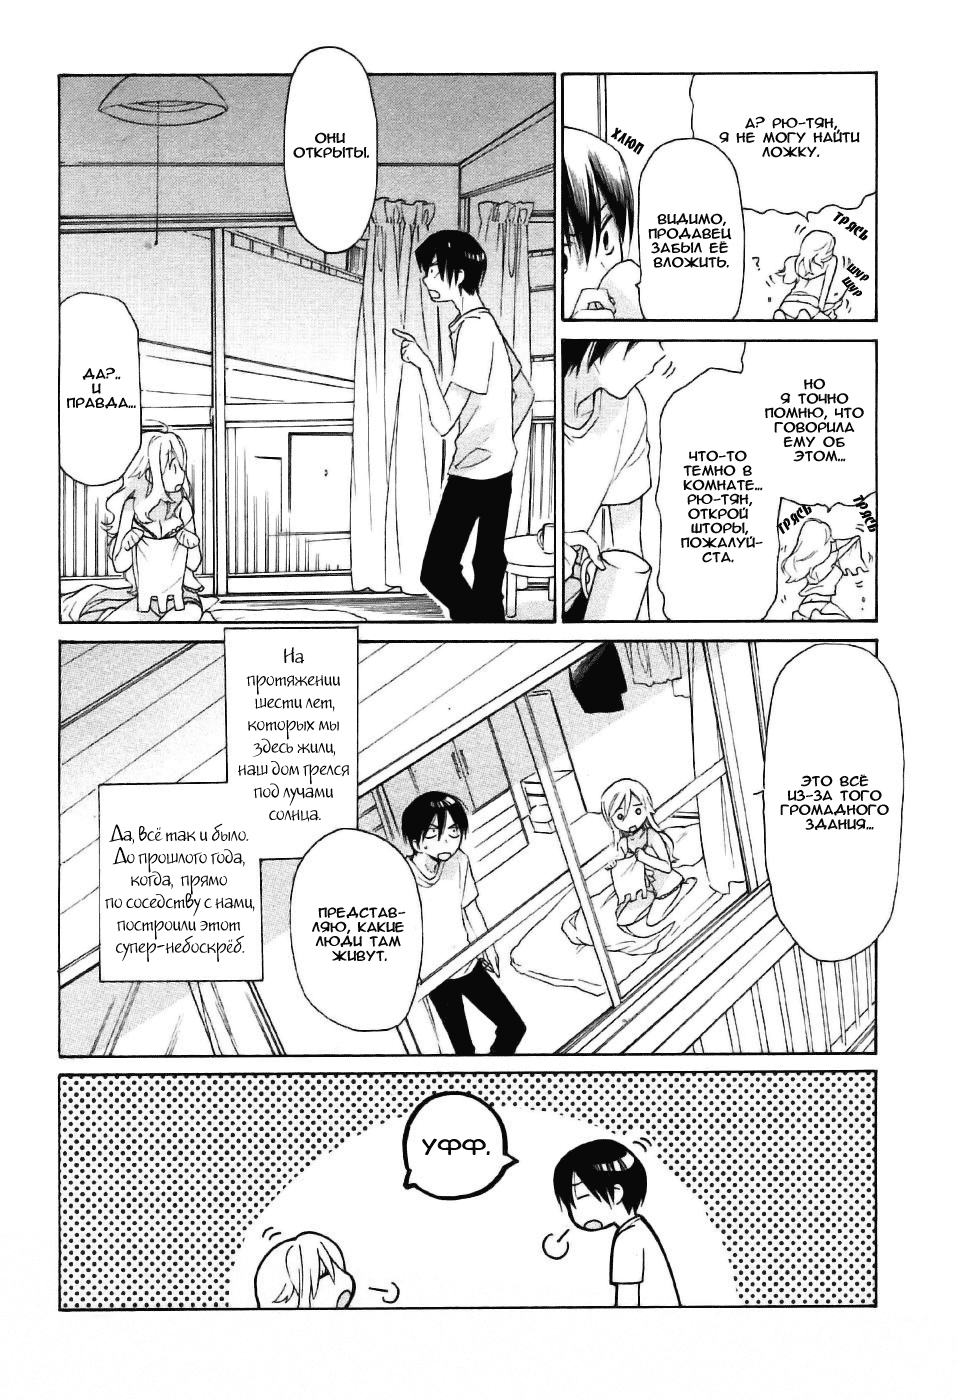 А? РЮ-ТЯН,
Я НЕ МОГУ НАЙТИ
ЛОЖКУ.
ХЛЮП
ТРЯСЬ
ШУР
ШУР
?
ВИДИМО,
ПРОДАВЕЦ
ЗАБЫЛ ЕЁ
ВЛОЖИТЬ.
НО
Я ТОЧНО
ПОМНЮ, ЧТО
ГОВОРИЛА
ЕМУ ОБ
ЭТОМ...
ЧТО-ТО
ТЕМНО В
КОМНАТЕ...
РЮ-ТЯН,
ОТКРОЙ
ШТОРЫ,
ПОЖАЛУЙ-
СТА.
ТРЯСЬ
ТРЯСЬ
ОНИ
ОТКРЫТЫ.
ДА?..
И
ПРАВДА...
ЭТО ВСЁ
ИЗ-ЗА ТОГО
ГРОМАДНОГО
ЗДАНИЯ...
На
протяжении
шести лет,
которых мы
здесь жили,
наш дом грелся
под лучами
солнца.
ПРЕДСТАВ-
ЛЯЮ, КАКИЕ
ЛЮДИ ТАМ
ЖИВУТ.
Да, всё так и было.
До прошлого года,
когда, прямо
по соседству с нами,
построили этот
супер-небоскрёб.
УФФ.